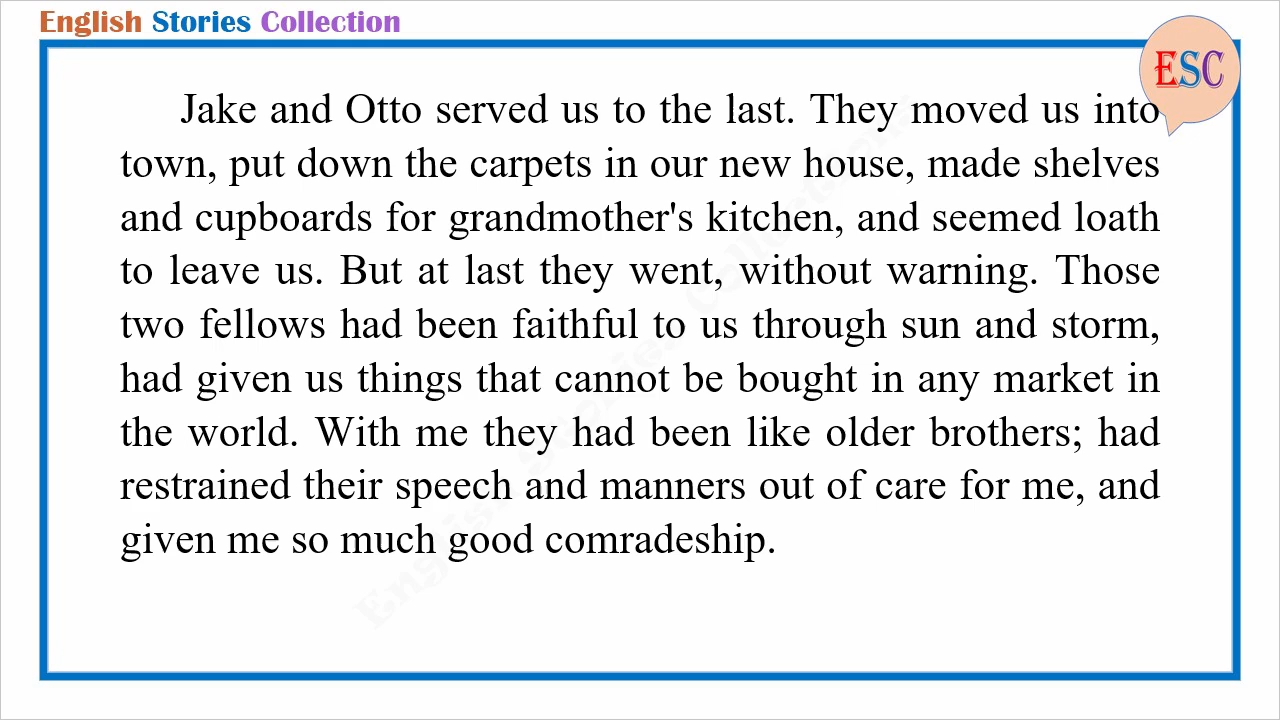 English Stories Collection
ESC
Jake and Otto served us to the last. They moved us into
town, put down the carpets in our new house, made shelves
and cupboards for grandmother's kitchen, and seemed loath
to leave us. But at last they went, without warning. Those
two fellows had been faithful to us through sun and storm,
had given us things that cannot be bought in any market in
the world. With me they had been like older brothers; had
restrained their speech and manners out of care for me, and
given me so much good comradeship.
English Stories Collections